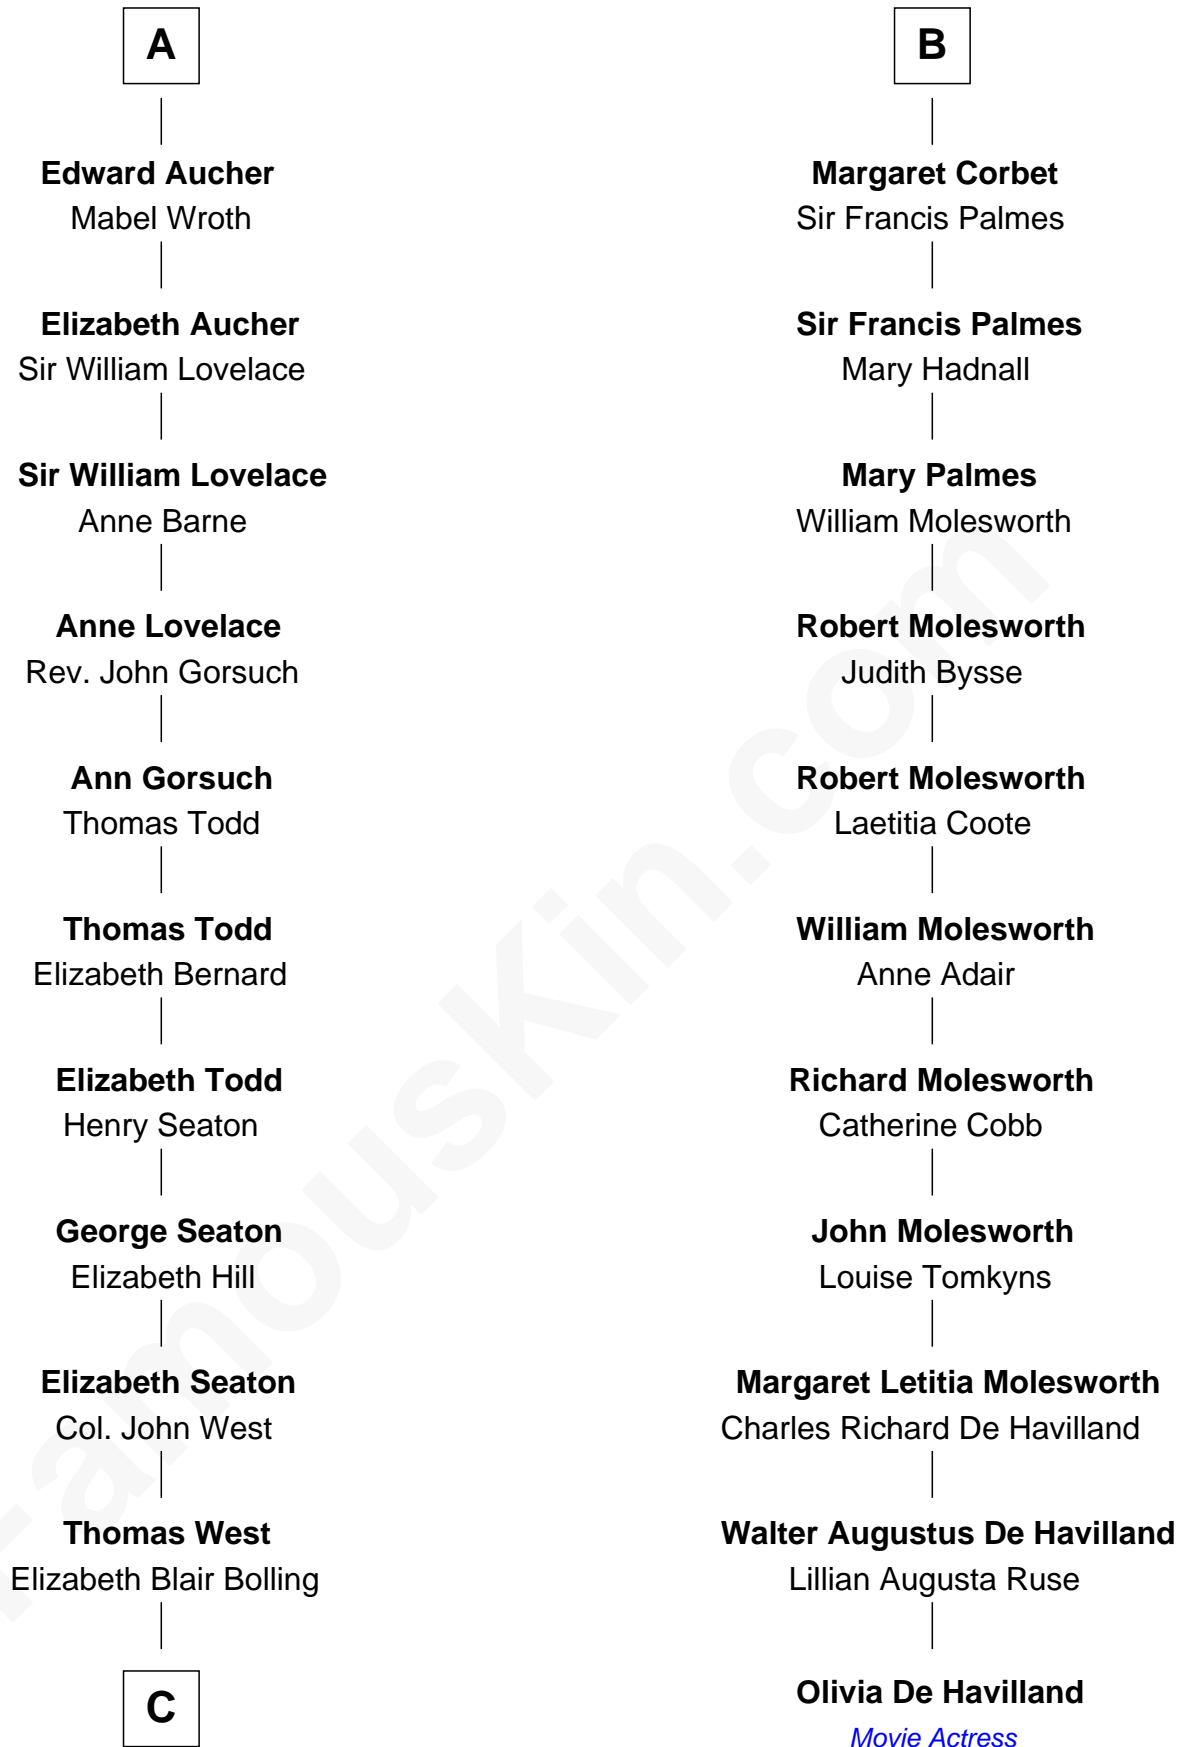 A
Edward Aucher
Mabel Wroth
Elizabeth Aucher
Sir William Lovelace
Sir William Lovelace
Anne Barne
Anne Lovelace
Rev. John Gorsuch
Ann Gorsuch
Thomas Todd
Thomas Todd
Elizabeth Bernard
Elizabeth Todd
Henry Seaton
George Seaton
Elizabeth Hill
Elizabeth Seaton
Col. John West
Thomas West
Elizabeth Blair Bolling
C
B
Margaret Corbet
Sir Francis Palmes
Sir Francis Palmes
Mary Hadnall
Mary Palmes
William Molesworth
Robert Molesworth
Judith Bysse
Robert Molesworth
Laetitia Coote
William Molesworth
Anne Adair
Richard Molesworth
Catherine Cobb
John Molesworth
Louise Tomkyns
Margaret Letitia Molesworth
Charles Richard De Havilland
Walter Augustus De Havilland
Lillian Augusta Ruse
Olivia De Havilland
Movie Actress
FamousKin.com